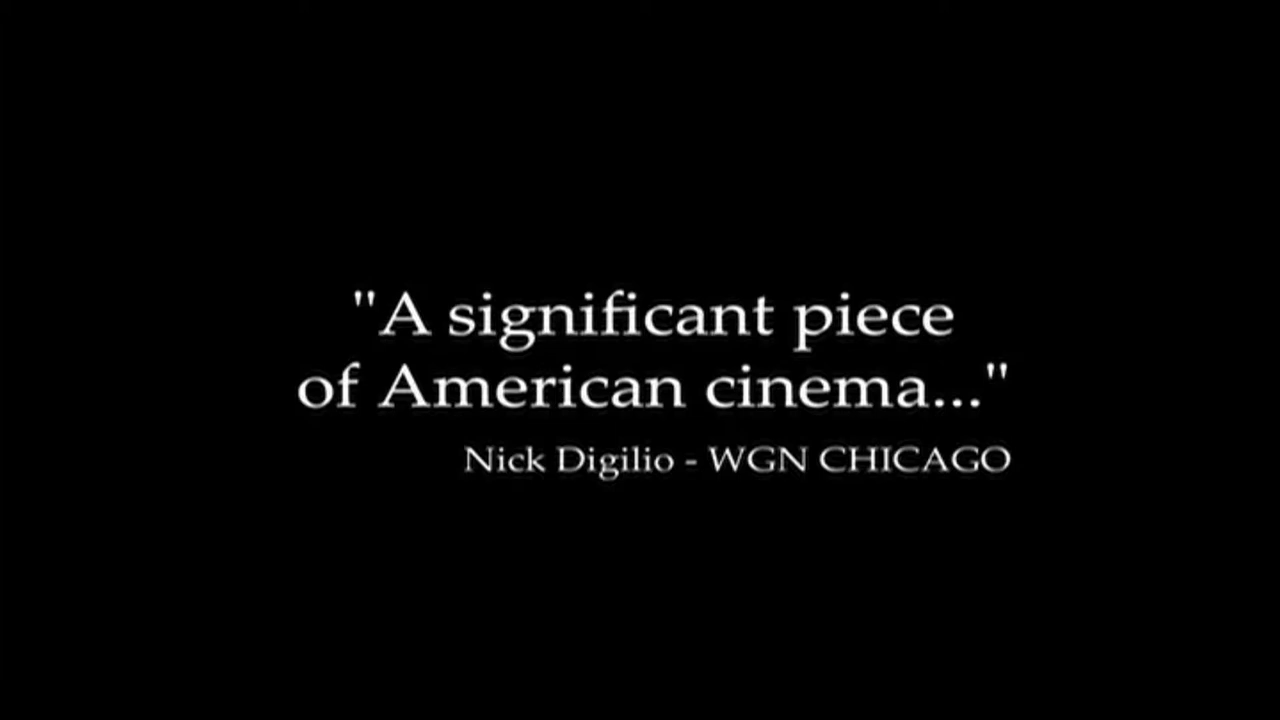 "A significant piece
of American cinema..."
Nick Digilio - WGN CHICAGO